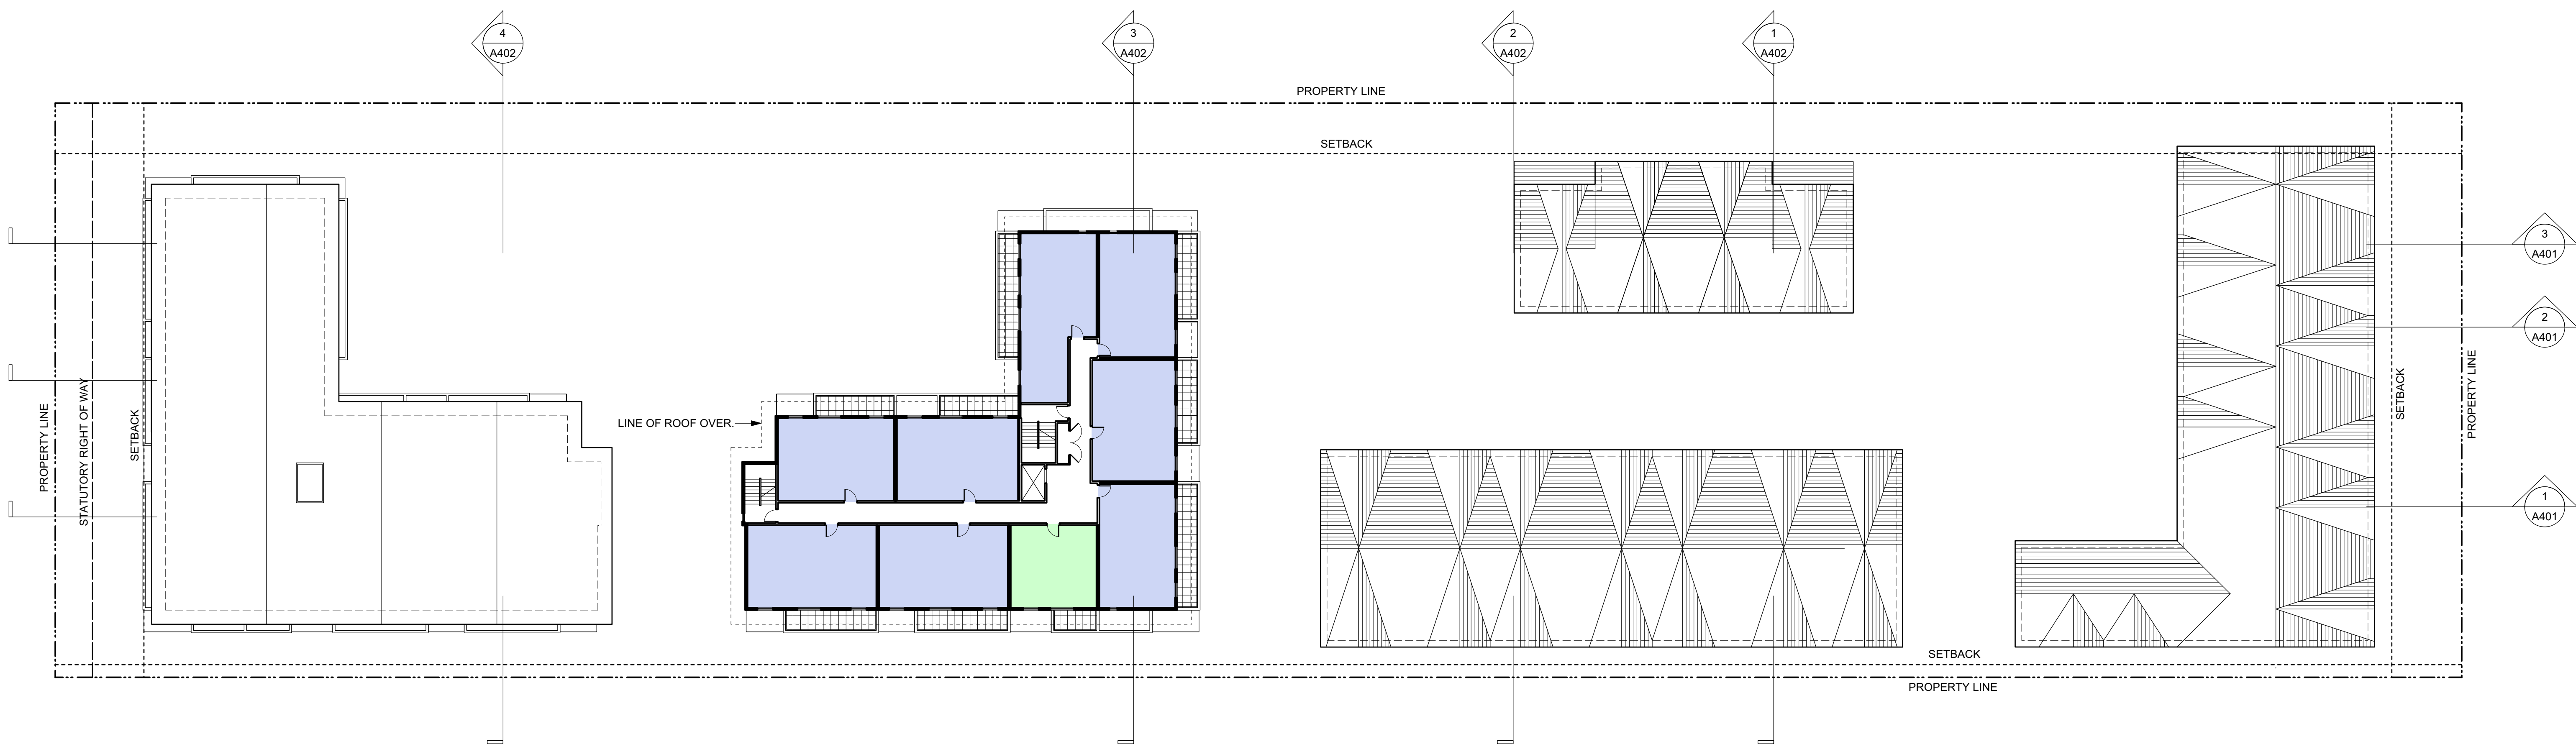 4
A402
3
A402
2
A402
1
A402
PROPERTY LINE
SETBACK
3
A401
2
A401
1
A401
PROPERTY LINE
STATUTORY RIGHT OF WAY
SETBACK
LINE OF ROOF OVER.
SETBACK
PROPERTY LINE
SETBACK
PROPERTY LINE